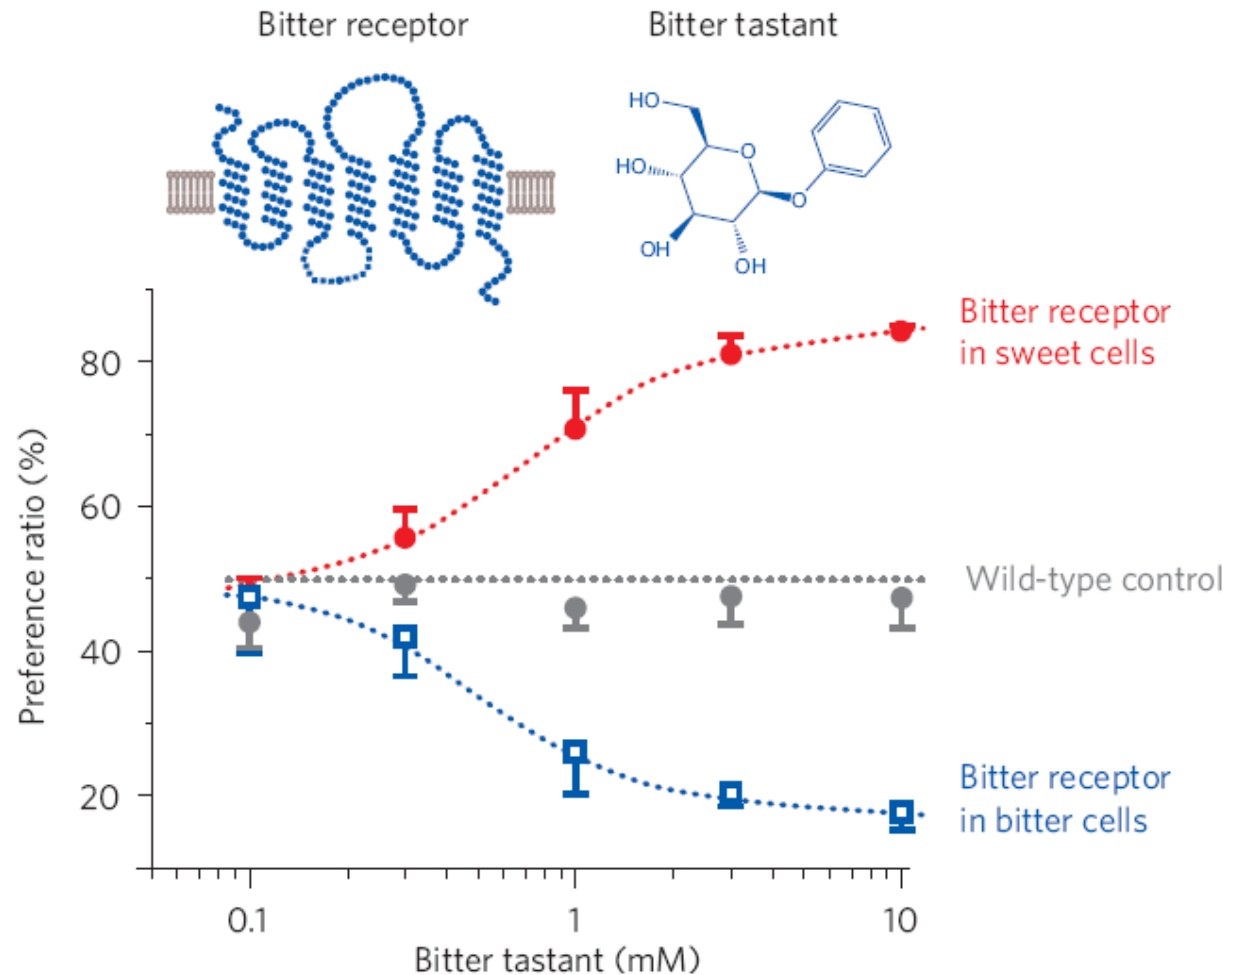 Bitter receptor
Bitter tastant
HO
HO
O
O
OH
OH
Bitter receptor
in sweet cells
80
60
40
20
Preference ratio (%)
Wild-type control
Bitter receptor
in bitter cells
0.1
1
10
Bitter tastant (mM)